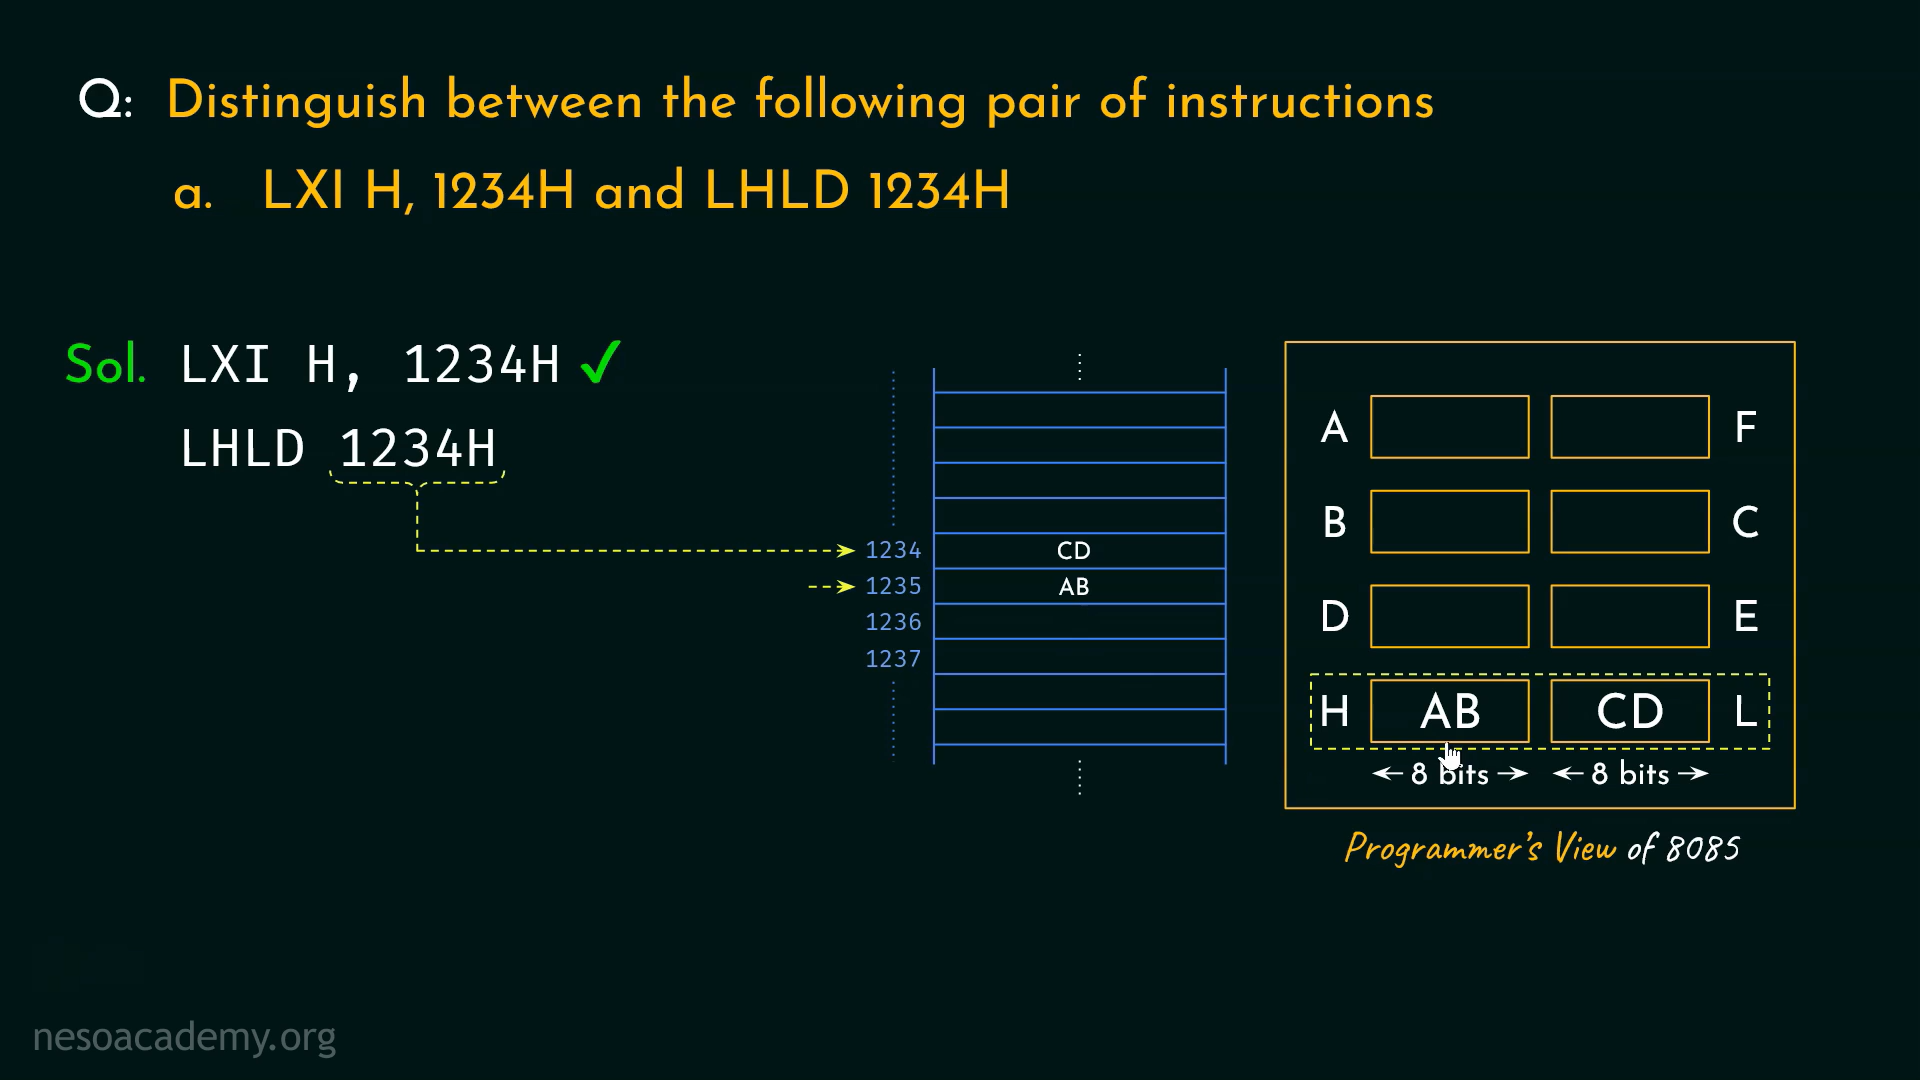 Q: Distinguish between the following pair of instructions
a. LXI H, 1234H and LHLD 1234H
Sol. LXI H, 1234H ✓
LHLD 1234H
1234 CD
1235 AB
1236
1237
A F
B C
D E
H AB CD L
8 bits 8 bits
Programmer's View of 8085
nesoacademy.org